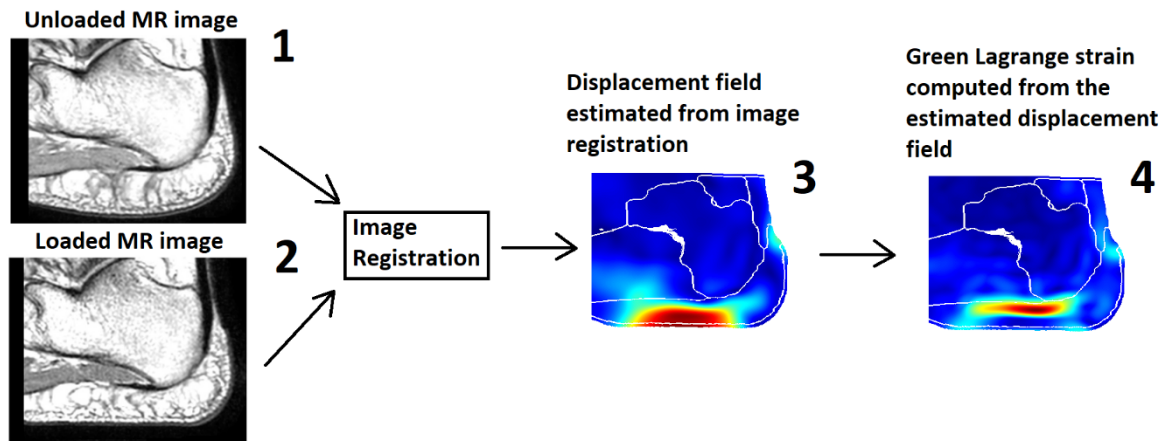 Unloaded MR image
1
Loaded MR image
2
Image
Registration
Displacement field
estimated from image
registration
3
Green Lagrange strain
computed from the
estimated displacement
field
4